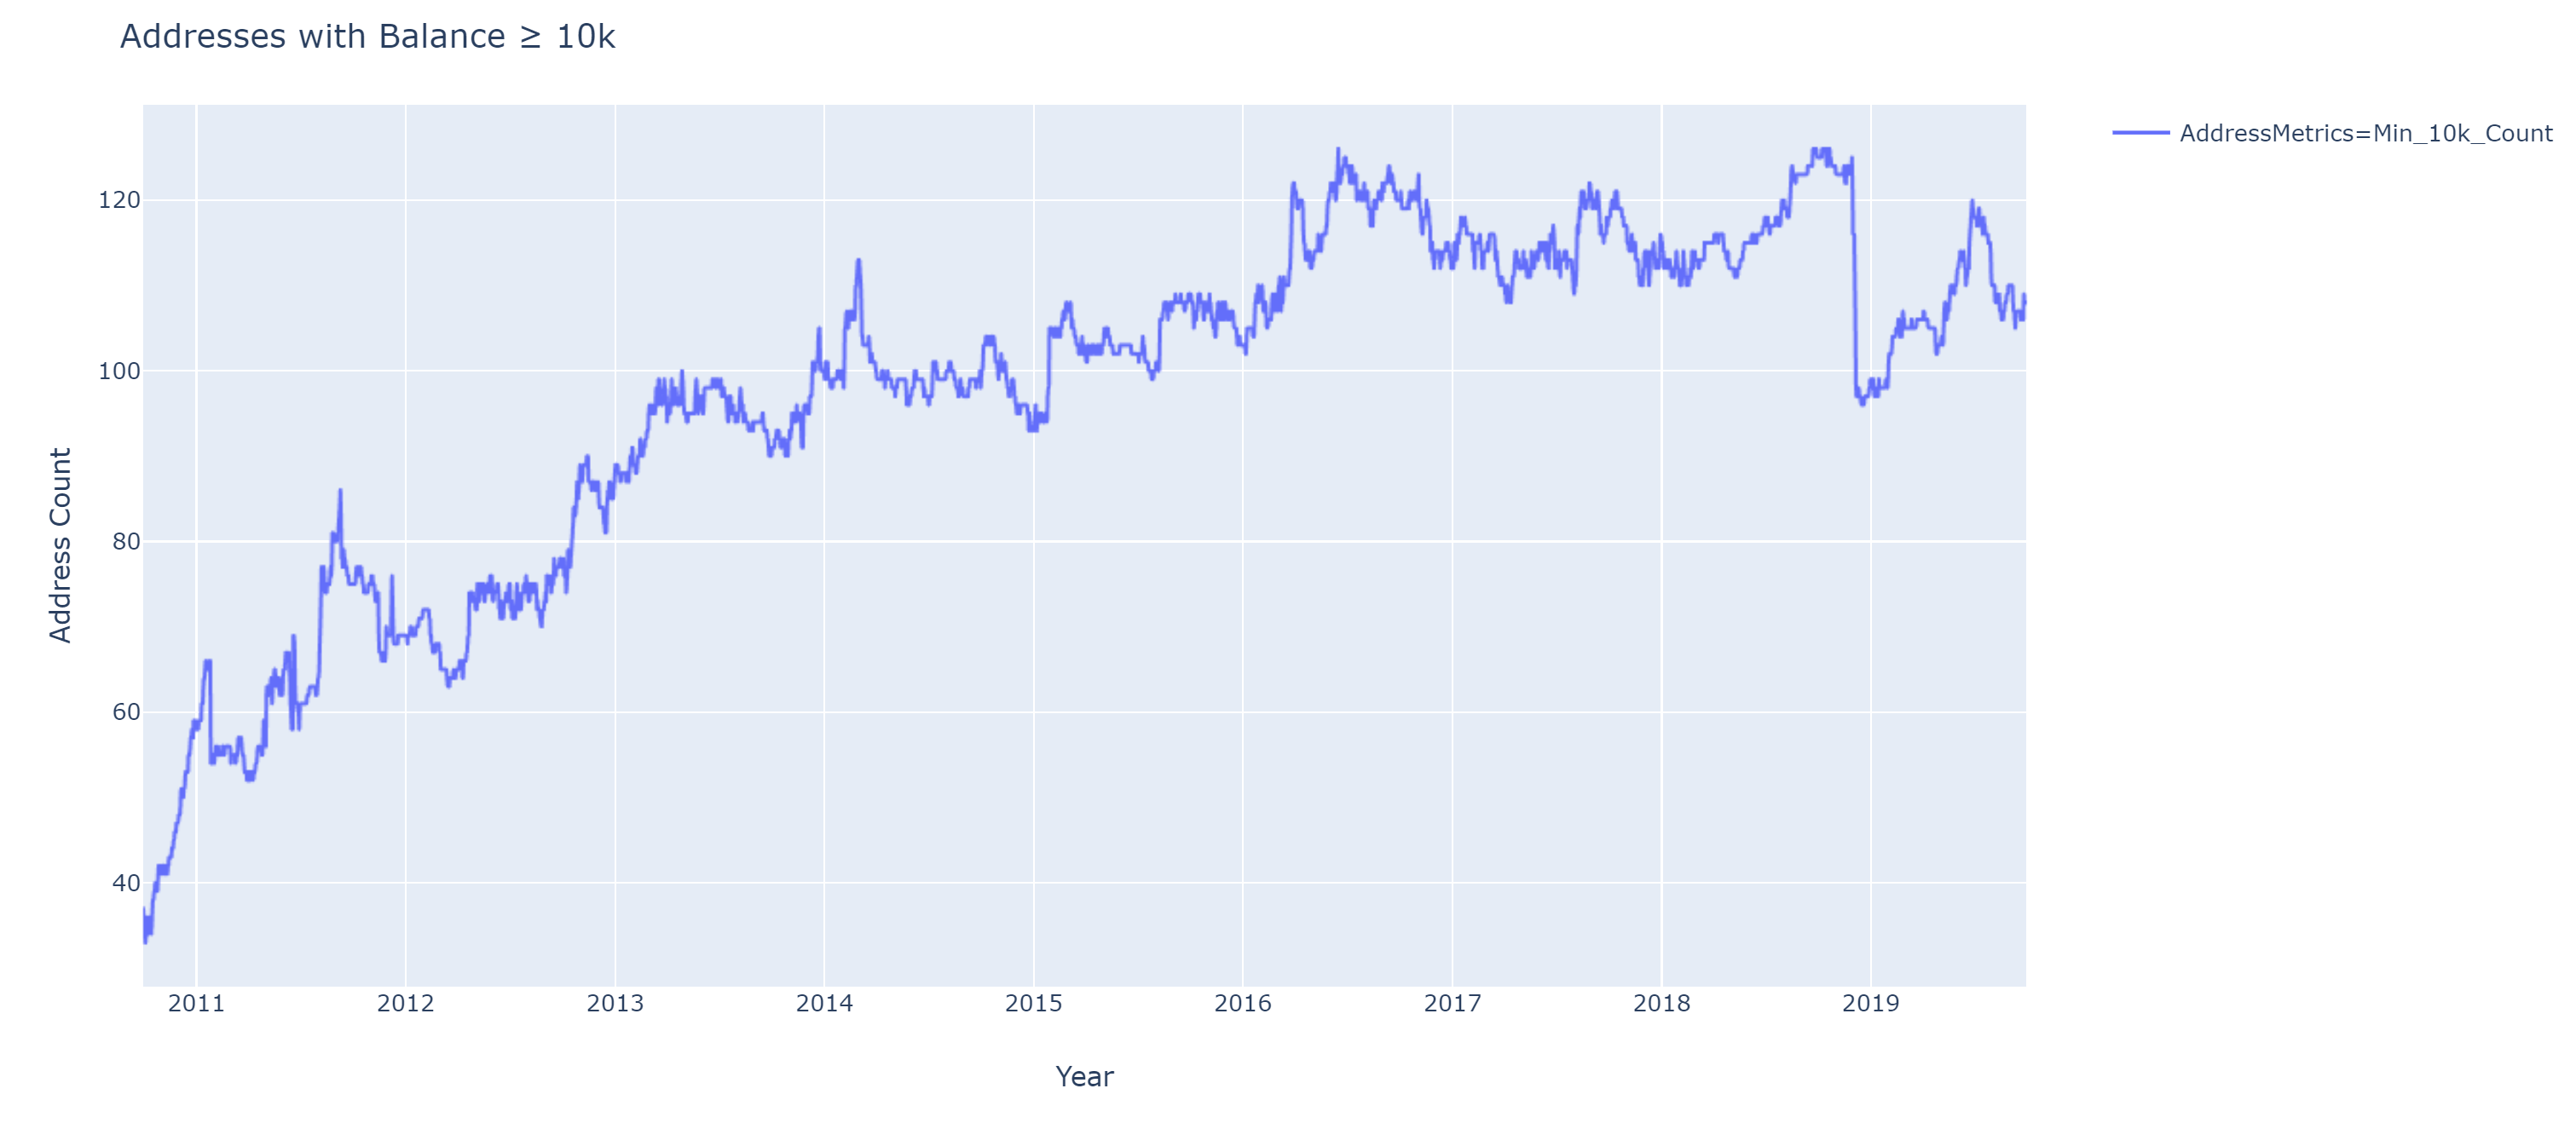 Addresses with Balance ≥ 10k
AddressMetrics=Min_10k_Count
120
100
80
60
40
Address Count
2011 2012 2013 2014 2015 2016 2017 2018 2019
Year